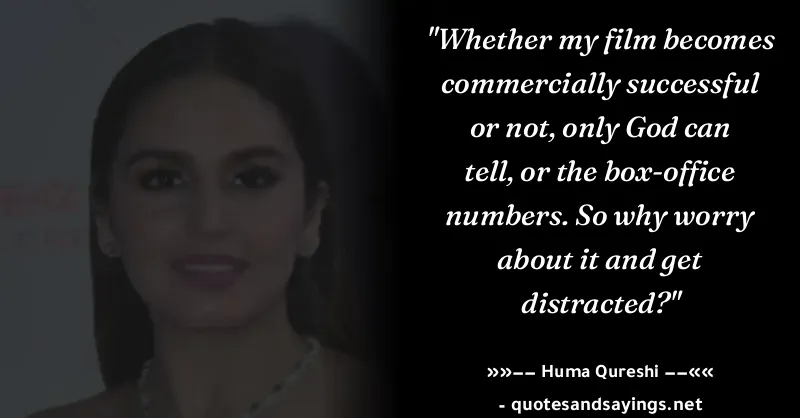 "Whether my film becomes
commercially successful
or not, only God can
tell, or the box-office
numbers. So why worry
about it and get
distracted?"
»»–– Huma Qureshi ––««
- quotesandsayings.net